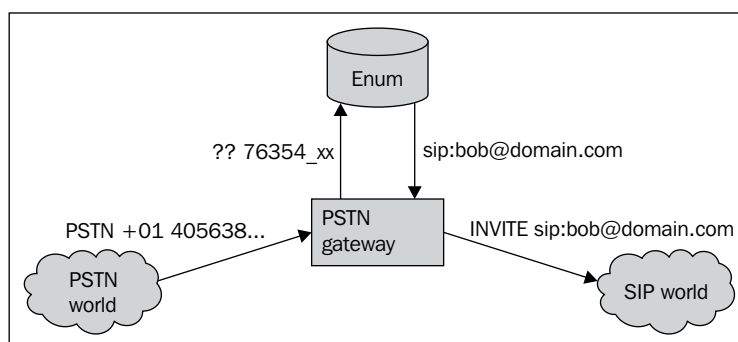 Enum
?? 76354_xx
sip:bob@domain.com
PSTN +01 405638...
PSTN
gateway
INVITE sip:bob@domain.com
PSTN
world
SIP world